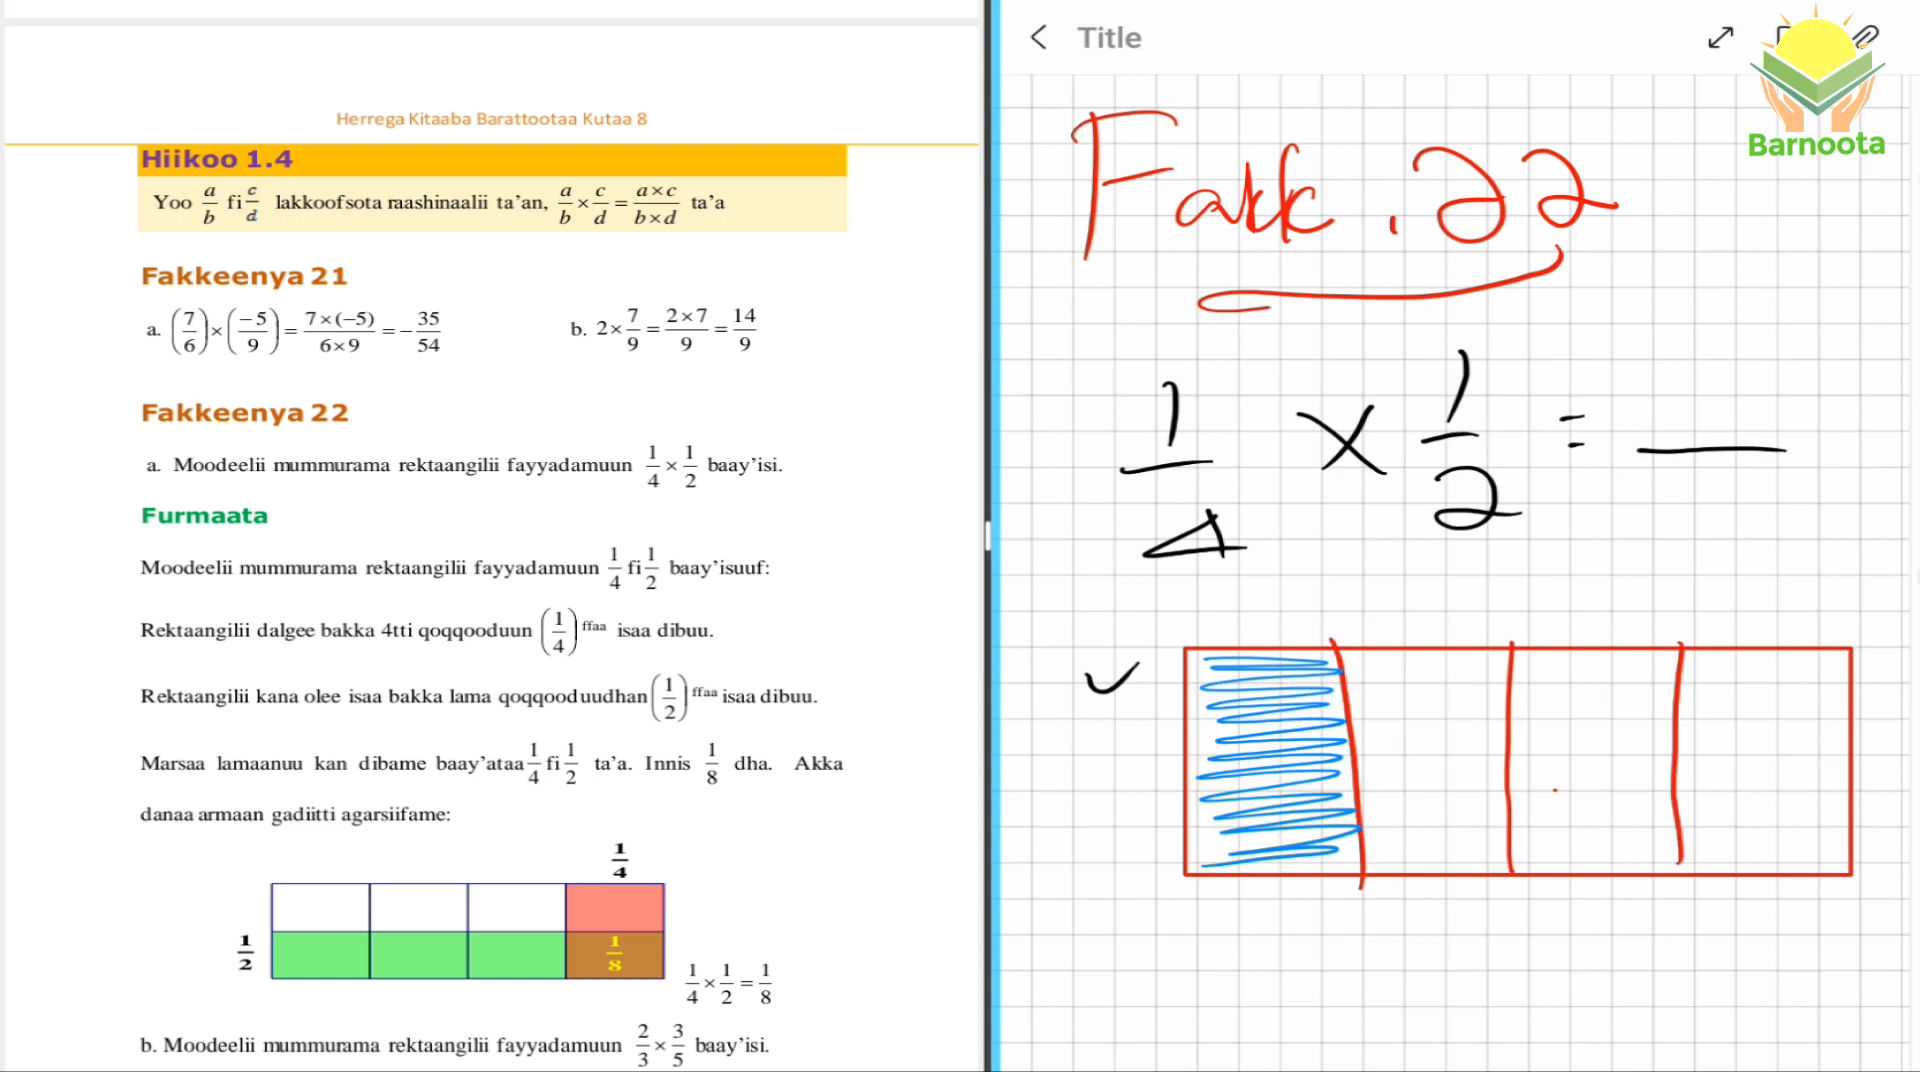 Herrega Kitaaba Barattootaa Kutaa 8
Hiikoo 1.4
Yoo a/b fi c/d lakkoofsota raashinaalii ta’an, a/b × c/d = a×c/b×d ta’a
Fakkeenya 21
a. (7/6)×(−5/9) = 7×(−5)/6×9 = −35/54 b. 2×7/9 = 2×7/9 = 14/9
Fakkeenya 22
a. Moodeelii mummurama rektaangilii fayyadamuun 1/4 × 1/2 baay’isi.
Furmaata
Moodeelii mummurama rektaangilii fayyadamuun 1/4 fi 1/2 baay’isuuf:
Rektaangilii dalgee bakka 4tti qoqqooduun (1/4)ffaa isaa dibuu.
Rektaangilii kana olee isaa bakka lama qoqqooduudhan (1/2)ffaa isaa dibuu.
Marsaa lamaanuu kan dibame baay’ataa 1/4 fi 1/2 ta’a. Innis 1/8 dha. Akka
danaa armaan gadiitti agarsiifame:
1/4
1/2
1/8
1/4 × 1/2 = 1/8
b. Moodeelii mummurama rektaangilii fayyadamuun 2/3 × 3/5 baay’isi.
Title
Barnoota
Fakk. 22
1/4 × 1/2 =